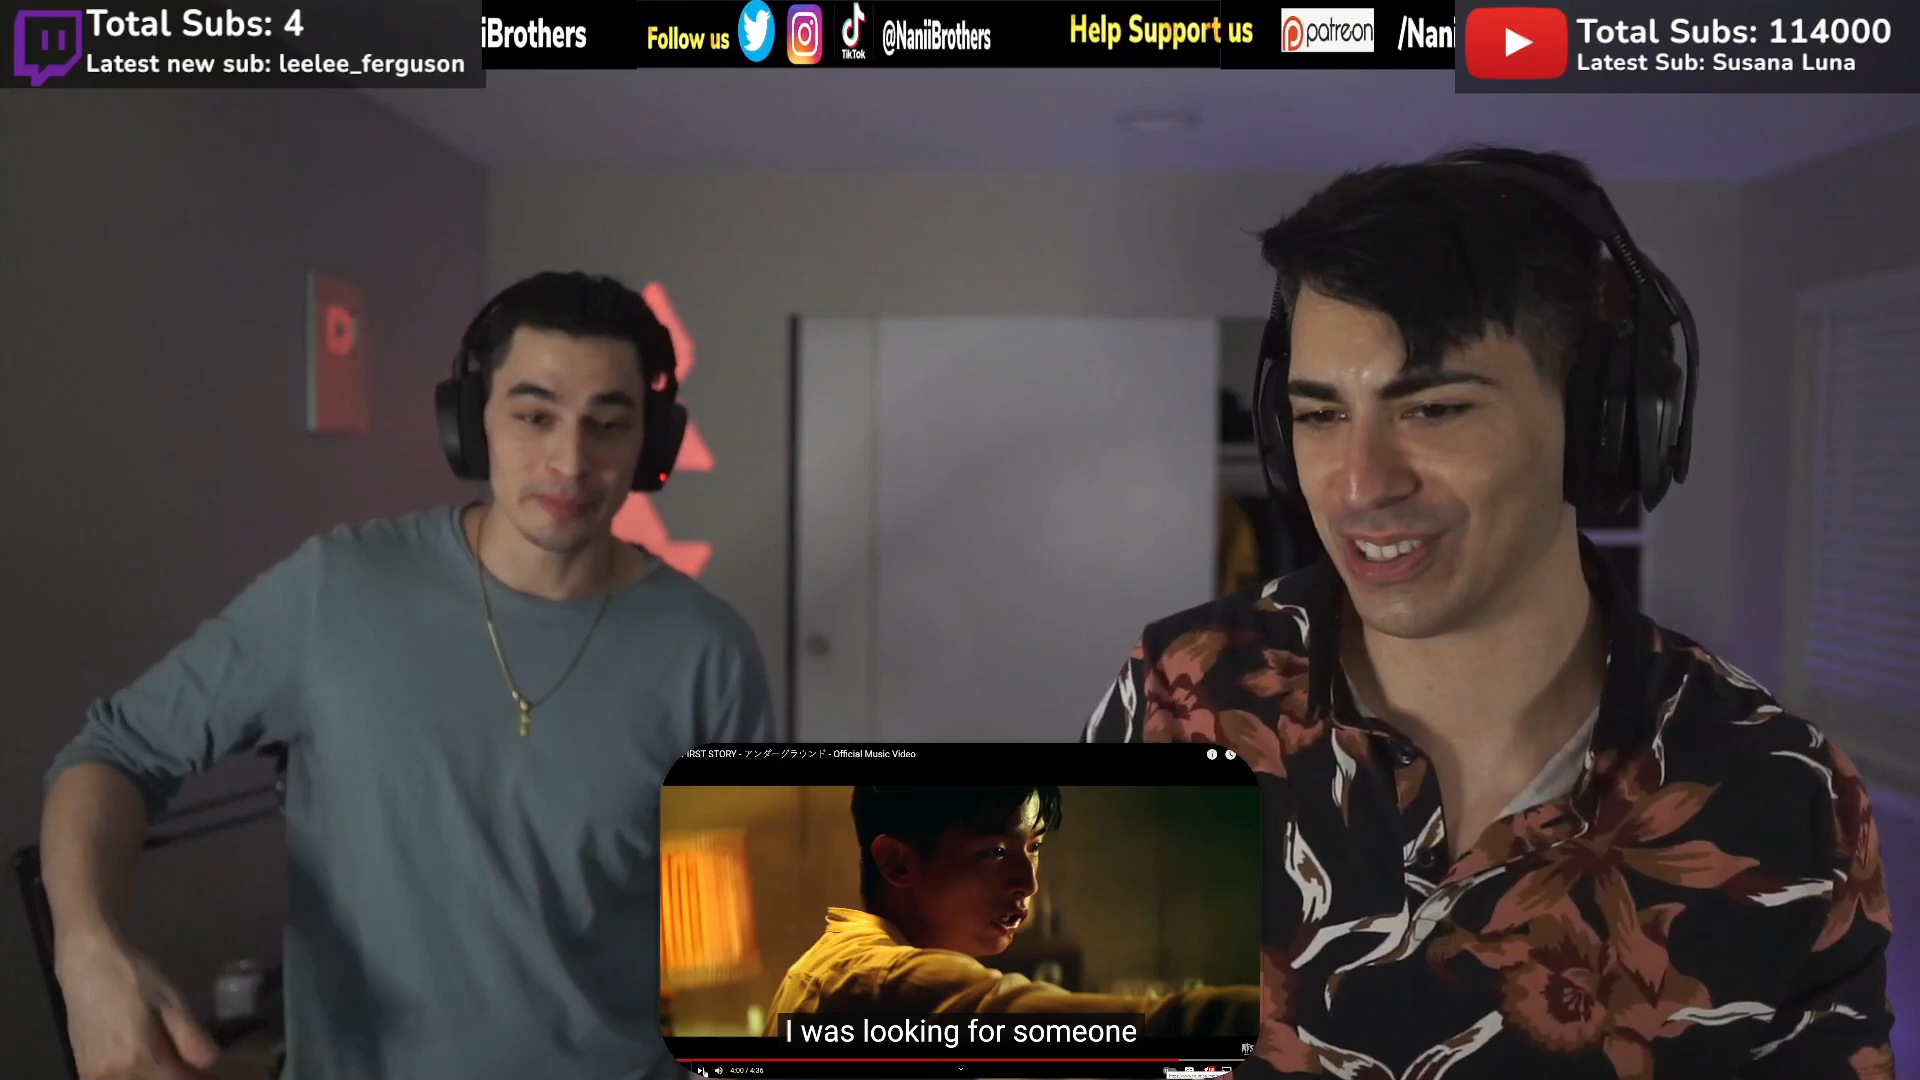 Total Subs: 4
Latest new sub: leelee_ferguson
iBrothers
Follow us
TikTok
@NaniiBrothers
Help Support us
patreon
/Nani
Total Subs: 114000
Latest Sub: Susana Luna
IRST STORY - アンダーグラウンド - Official Music Video
I was looking for someone
4:00 / 4:36